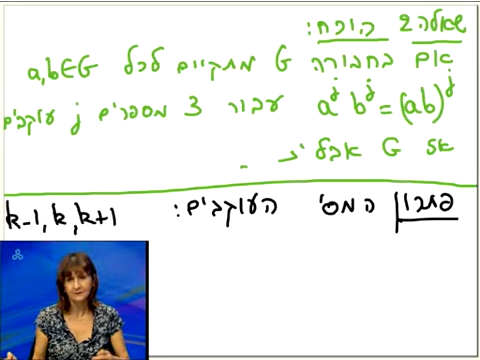 שאלה 2 הוכח:
אם בחבורה G מתקיים לכל a,b∈G
a^j b^j = (ab)^j עבור 3 מספרים j עוקבים
אז G אבלית.
פתרון המס' העוקבים: k-1, k, k+1